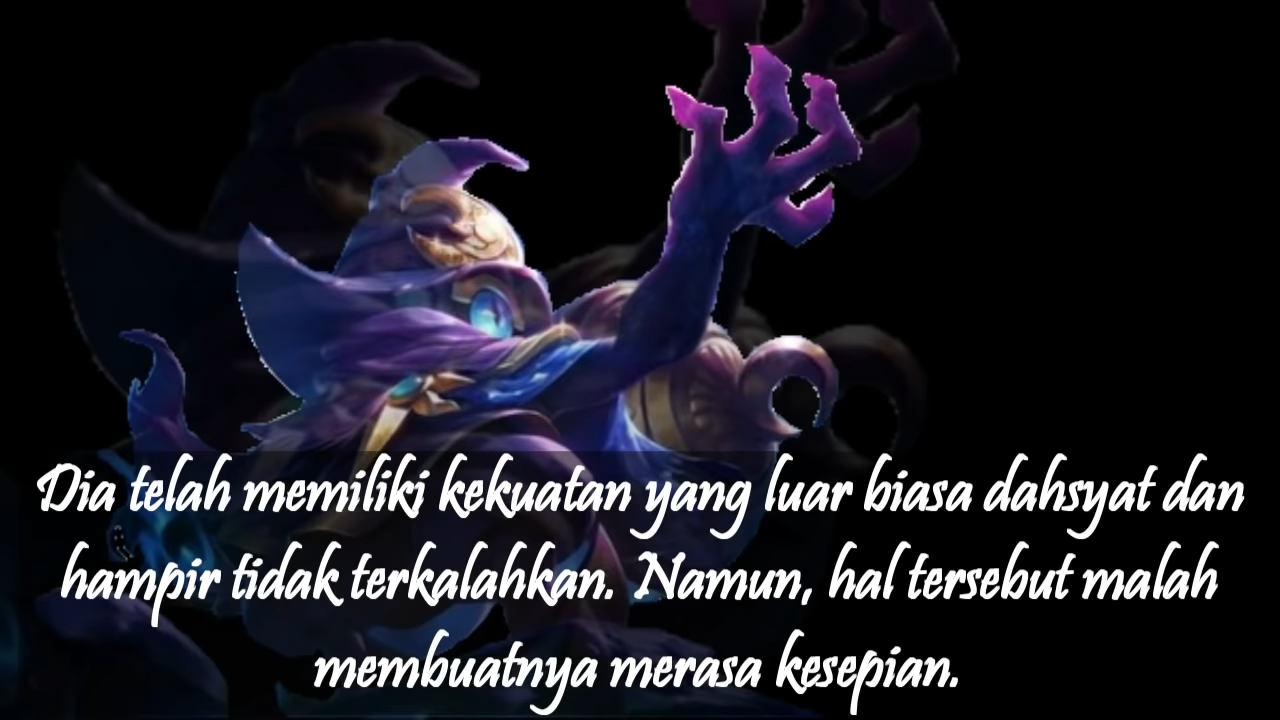 Dia telah memiliki kekuatan yang luar biasa dahsyat dan
hampir tidak terkalahkan. Namun, hal tersebut malah
membuatnya merasa kesepian.